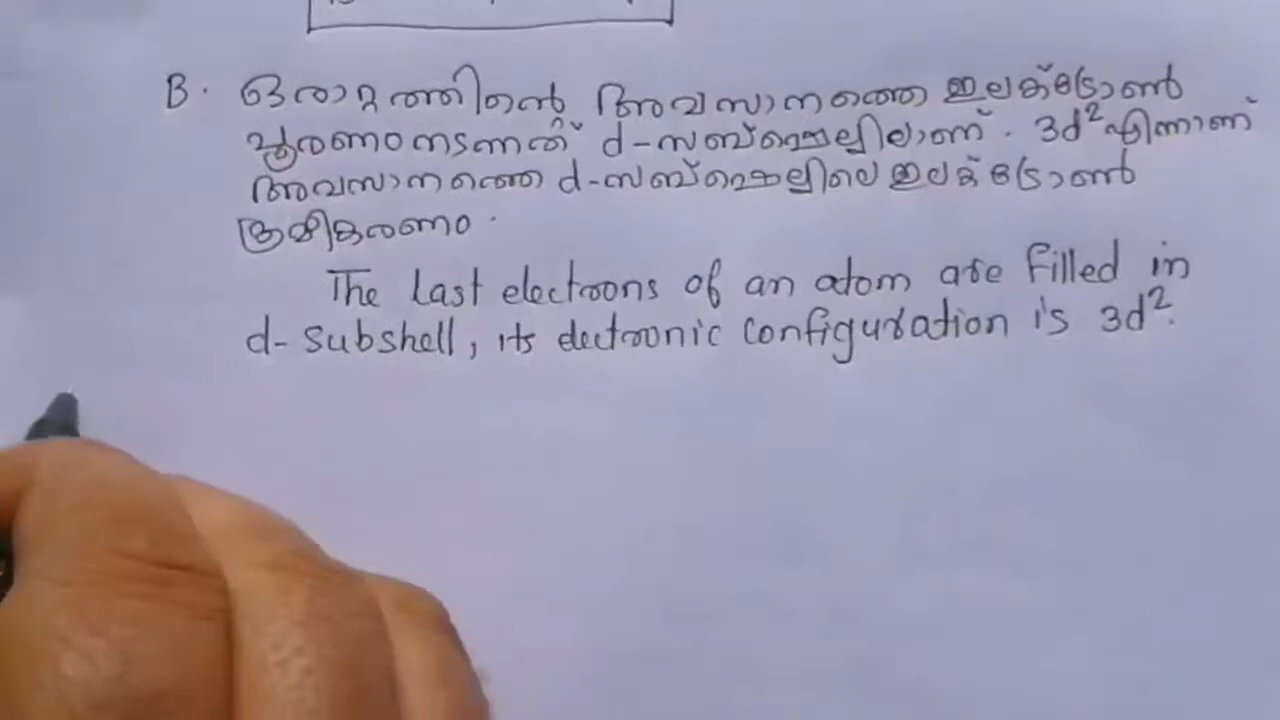 B. ഒരാറ്റത്തിന്റെ അവസാനത്തെ ഇലക്ട്രോൺ
പൂരണം നടന്നത് d-സബ്ഷെല്ലിലാണ്. 3d² എന്നാണ്
അവസാനത്തെ d-സബ്ഷെല്ലിലെ ഇലക്ട്രോൺ
ക്രമീകരണം.
The last electrons of an atom are filled in
d-subshell, its electronic configuration is 3d².